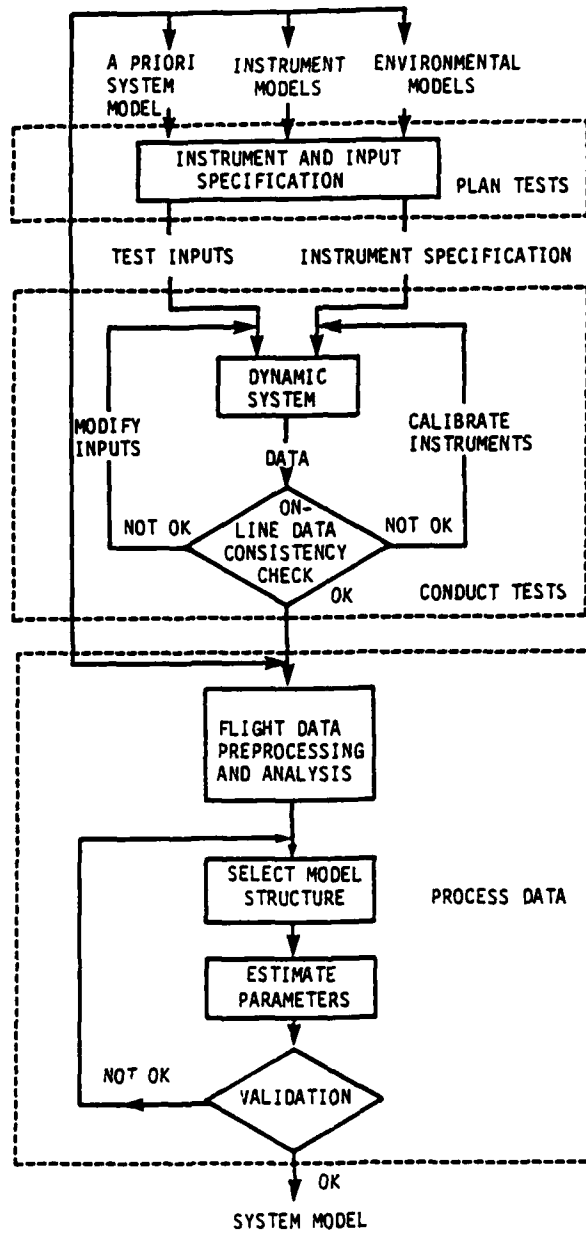 A PRIORI
SYSTEM
MODEL
INSTRUMENT
MODELS
ENVIRONMENTAL
MODELS
INSTRUMENT AND INPUT
SPECIFICATION
PLAN TESTS
TEST INPUTS
INSTRUMENT SPECIFICATION
DYNAMIC
SYSTEM
MODIFY
INPUTS
CALIBRATE
INSTRUMENTS
DATA
NOT OK
ON-
LINE DATA
CONSISTENCY
CHECK
NOT OK
OK
CONDUCT TESTS
FLIGHT DATA
PREPROCESSING
AND ANALYSIS
SELECT MODEL
STRUCTURE
PROCESS DATA
ESTIMATE
PARAMETERS
NOT OK
VALIDATION
OK
SYSTEM MODEL